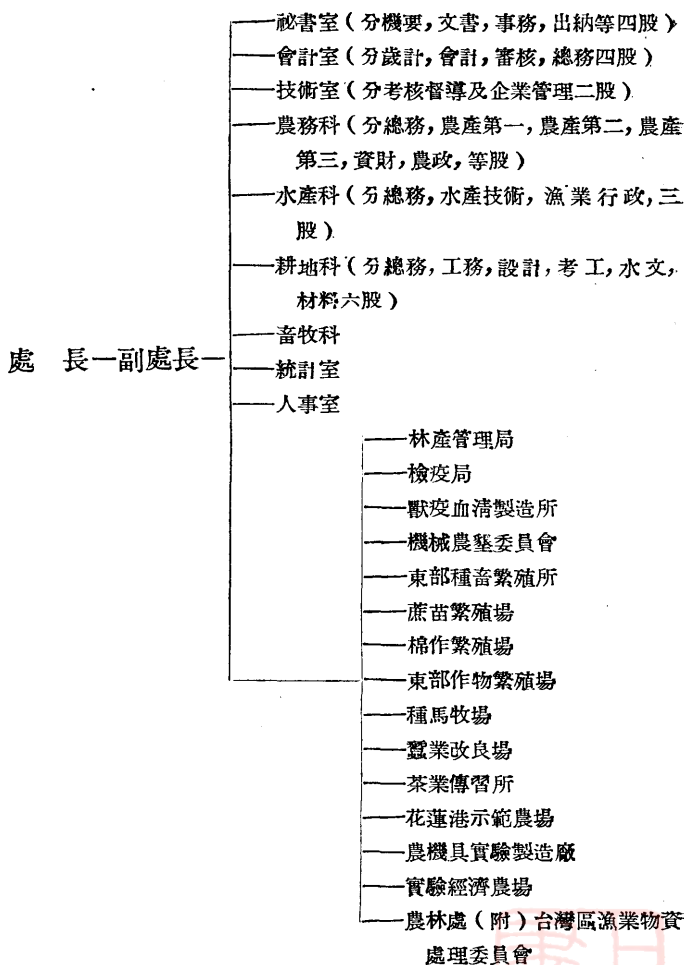 祕書室（分機要，文書，事務，出納等四股）
會計室（分歲計，會計，審核，總務四股）
技術室（分考核督導及企業管理二股）
農務科（分總務，農產第一，農產第二，農產
第三，資財，農政，等股）
水產科（分總務，水產技術，漁業行政，三
股）
耕地科（分總務，工務，設計，考工，水文，
材料六股）
處　長—副處長—
畜牧科
統計室
人事室
林產管理局
檢疫局
獸疫血清製造所
機械農墾委員會
東部種畜繁殖所
蔗苗繁殖場
棉作繁殖場
東部作物繁殖場
種馬牧場
蠶業改良場
茶業傳習所
花蓮港示範農場
農機具實驗製造廠
實驗經濟農場
農林處（附）台灣區漁業物資
處理委員會